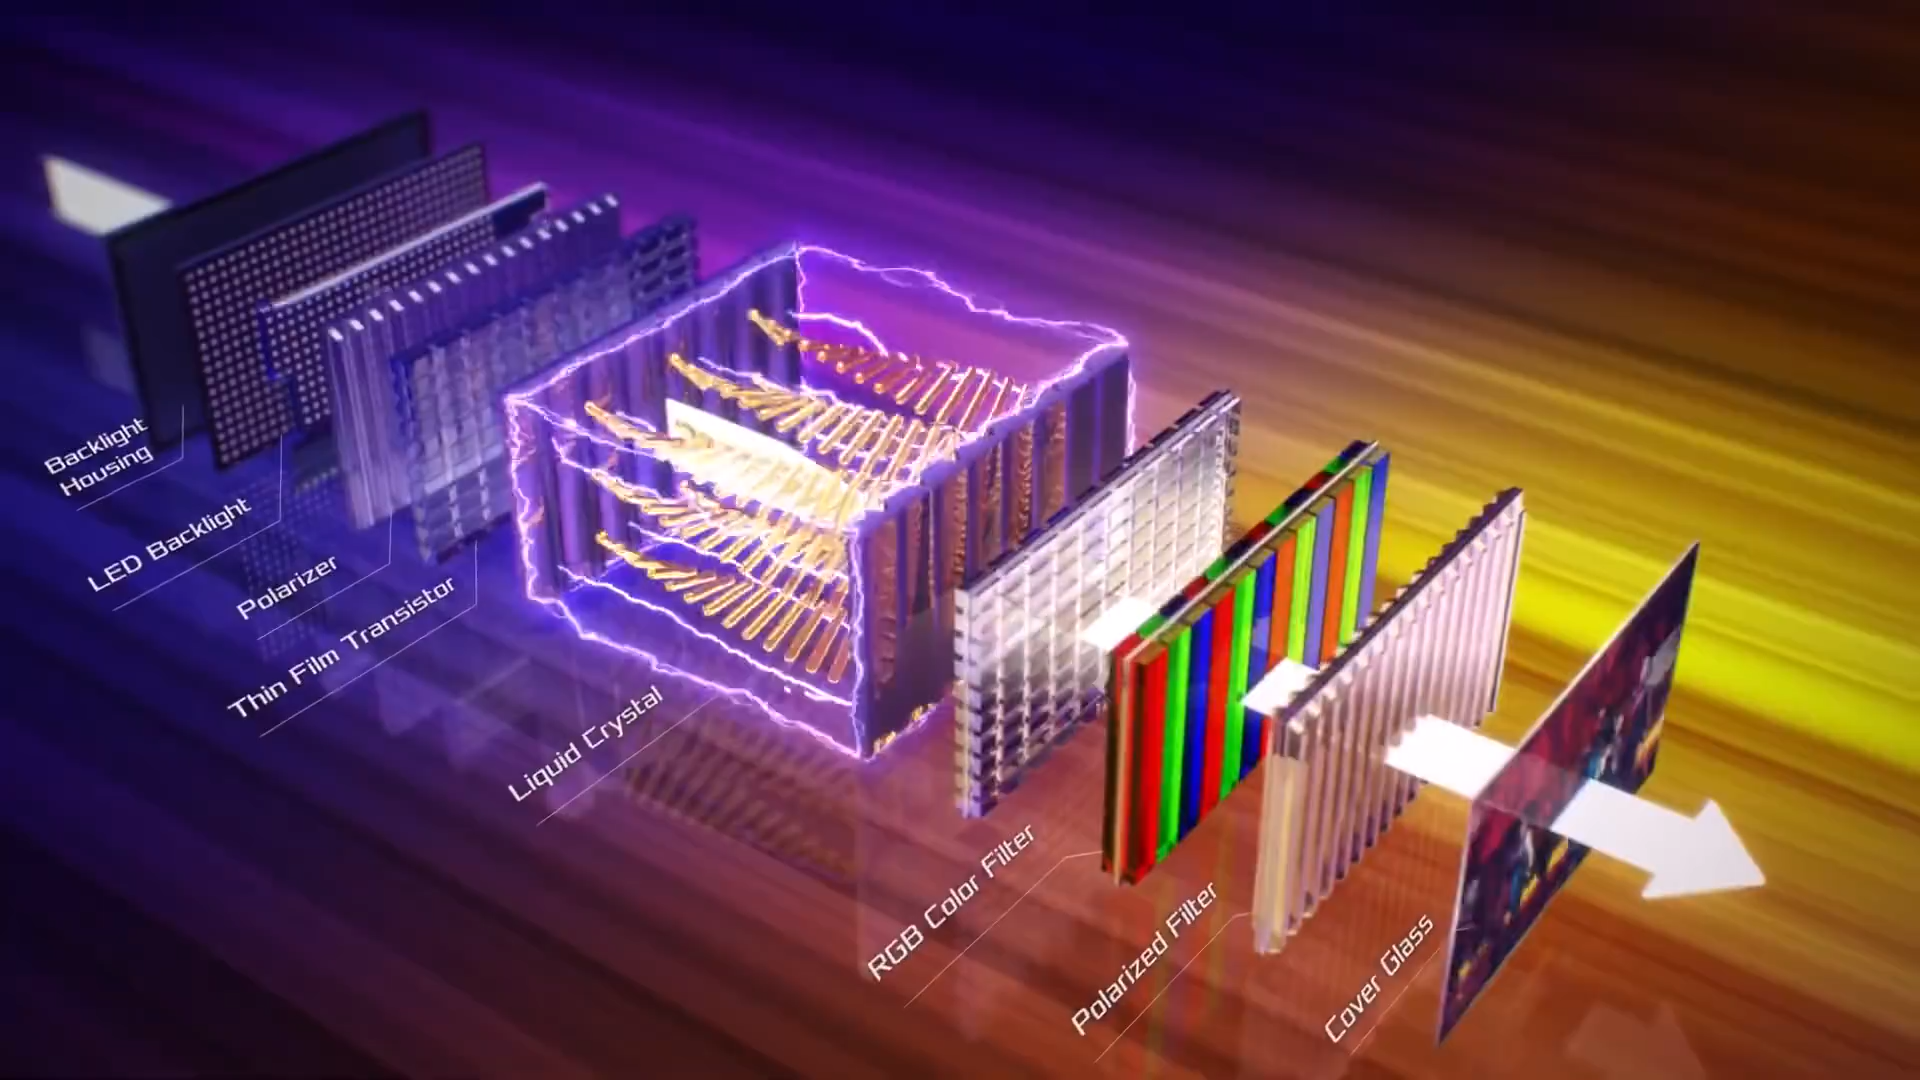 Backlight
Housing
LED Backlight
Polarizer
Thin Film Transistor
Liquid Crystal
RGB Color Filter
Polarized Filter
Cover Glass